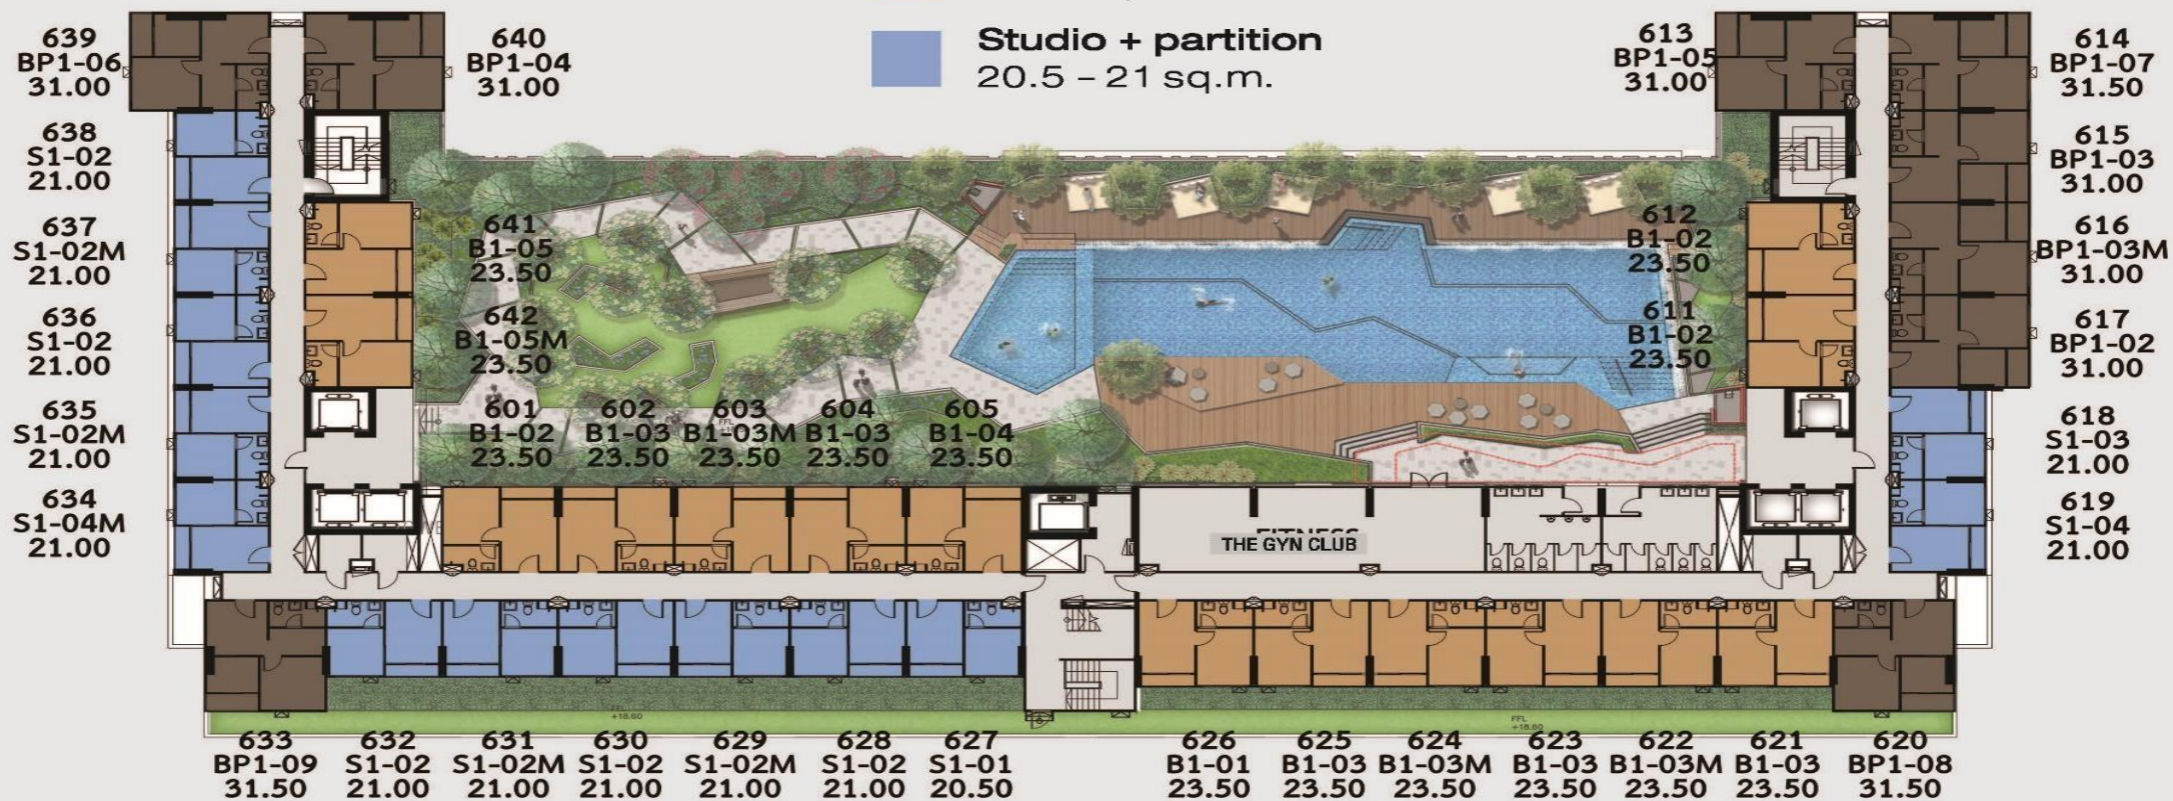 Studio + partition
20.5 – 21 sq.m.
639
BP1-06
31.00
640
BP1-04
31.00
613
BP1-05
31.00
614
BP1-07
31.50
638
S1-02
21.00
615
BP1-03
31.00
637
S1-02M
21.00
641
B1-05
23.50
612
B1-02
23.50
616
BP1-03M
31.00
636
S1-02
21.00
642
B1-05M
23.50
611
B1-02
23.50
617
BP1-02
31.00
635
S1-02M
21.00
601
B1-02
23.50
602
B1-03
23.50
603
B1-03M
23.50
604
B1-03
23.50
605
B1-04
23.50
618
S1-03
21.00
634
S1-04M
21.00
619
S1-04
21.00
FITNESS
THE GYN CLUB
FFL
+18.60
FFL
+18.60
633
BP1-09
31.50
632
S1-02
21.00
631
S1-02M
21.00
630
S1-02
21.00
629
S1-02M
21.00
628
S1-02
21.00
627
S1-01
20.50
626
B1-01
23.50
625
B1-03
23.50
624
B1-03M
23.50
623
B1-03
23.50
622
B1-03M
23.50
621
B1-03
23.50
620
BP1-08
31.50